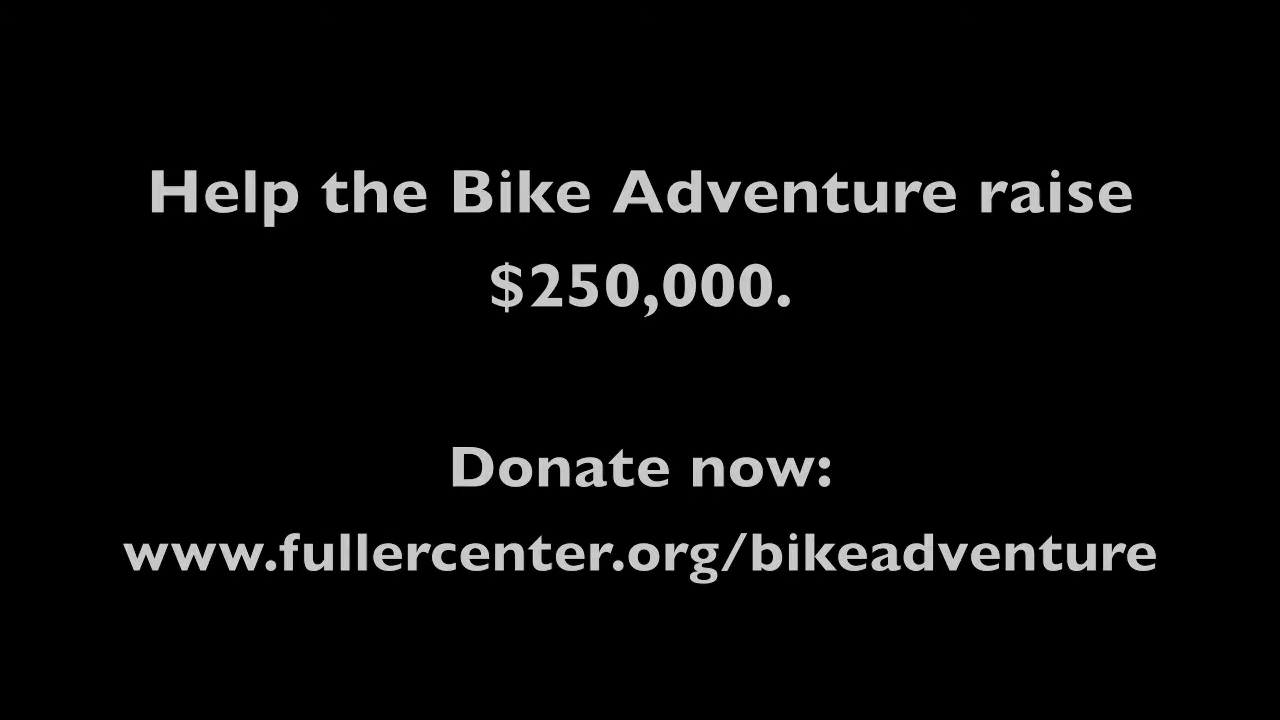 Help the Bike Adventure raise
$250,000.
Donate now:
www.fullercenter.org/bikeadventure